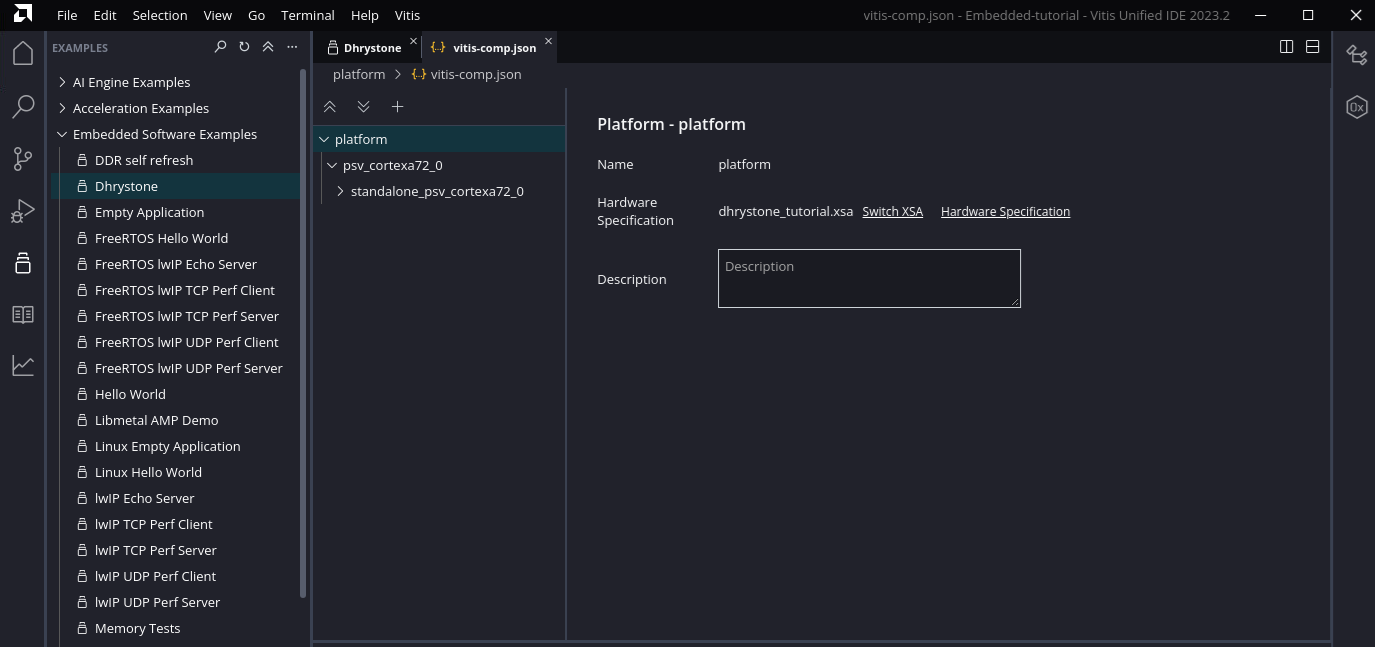 File Edit Selection View Go Terminal Help Vitis
vitis-comp.json - Embedded-tutorial - Vitis Unified IDE 2023.2
EXAMPLES
AI Engine Examples
Acceleration Examples
Embedded Software Examples
DDR self refresh
Dhrystone
Empty Application
FreeRTOS Hello World
FreeRTOS lwIP Echo Server
FreeRTOS lwIP TCP Perf Client
FreeRTOS lwIP TCP Perf Server
FreeRTOS lwIP UDP Perf Client
FreeRTOS lwIP UDP Perf Server
Hello World
Libmetal AMP Demo
Linux Empty Application
Linux Hello World
lwIP Echo Server
lwIP TCP Perf Client
lwIP TCP Perf Server
lwIP UDP Perf Client
lwIP UDP Perf Server
Memory Tests
Dhrystone
vitis-comp.json
platform > {..} vitis-comp.json
platform
psv_cortexa72_0
standalone_psv_cortexa72_0
Platform - platform
Name platform
Hardware
Specification
dhrystone_tutorial.xsa Switch XSA Hardware Specification
Description
Description
0x